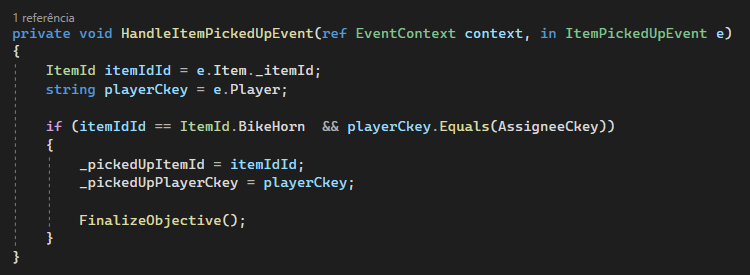 1 referência
private void HandleItemPickedUpEvent(ref EventContext context, in ItemPickedUpEvent e)
{
    ItemId itemIdId = e.Item._itemId;
    string playerCkey = e.Player;

    if (itemIdId == ItemId.BikeHorn  && playerCkey.Equals(AssigneeCkey))
    {
        _pickedUpItemId = itemIdId;
        _pickedUpPlayerCkey = playerCkey;

        FinalizeObjective();
    }
}